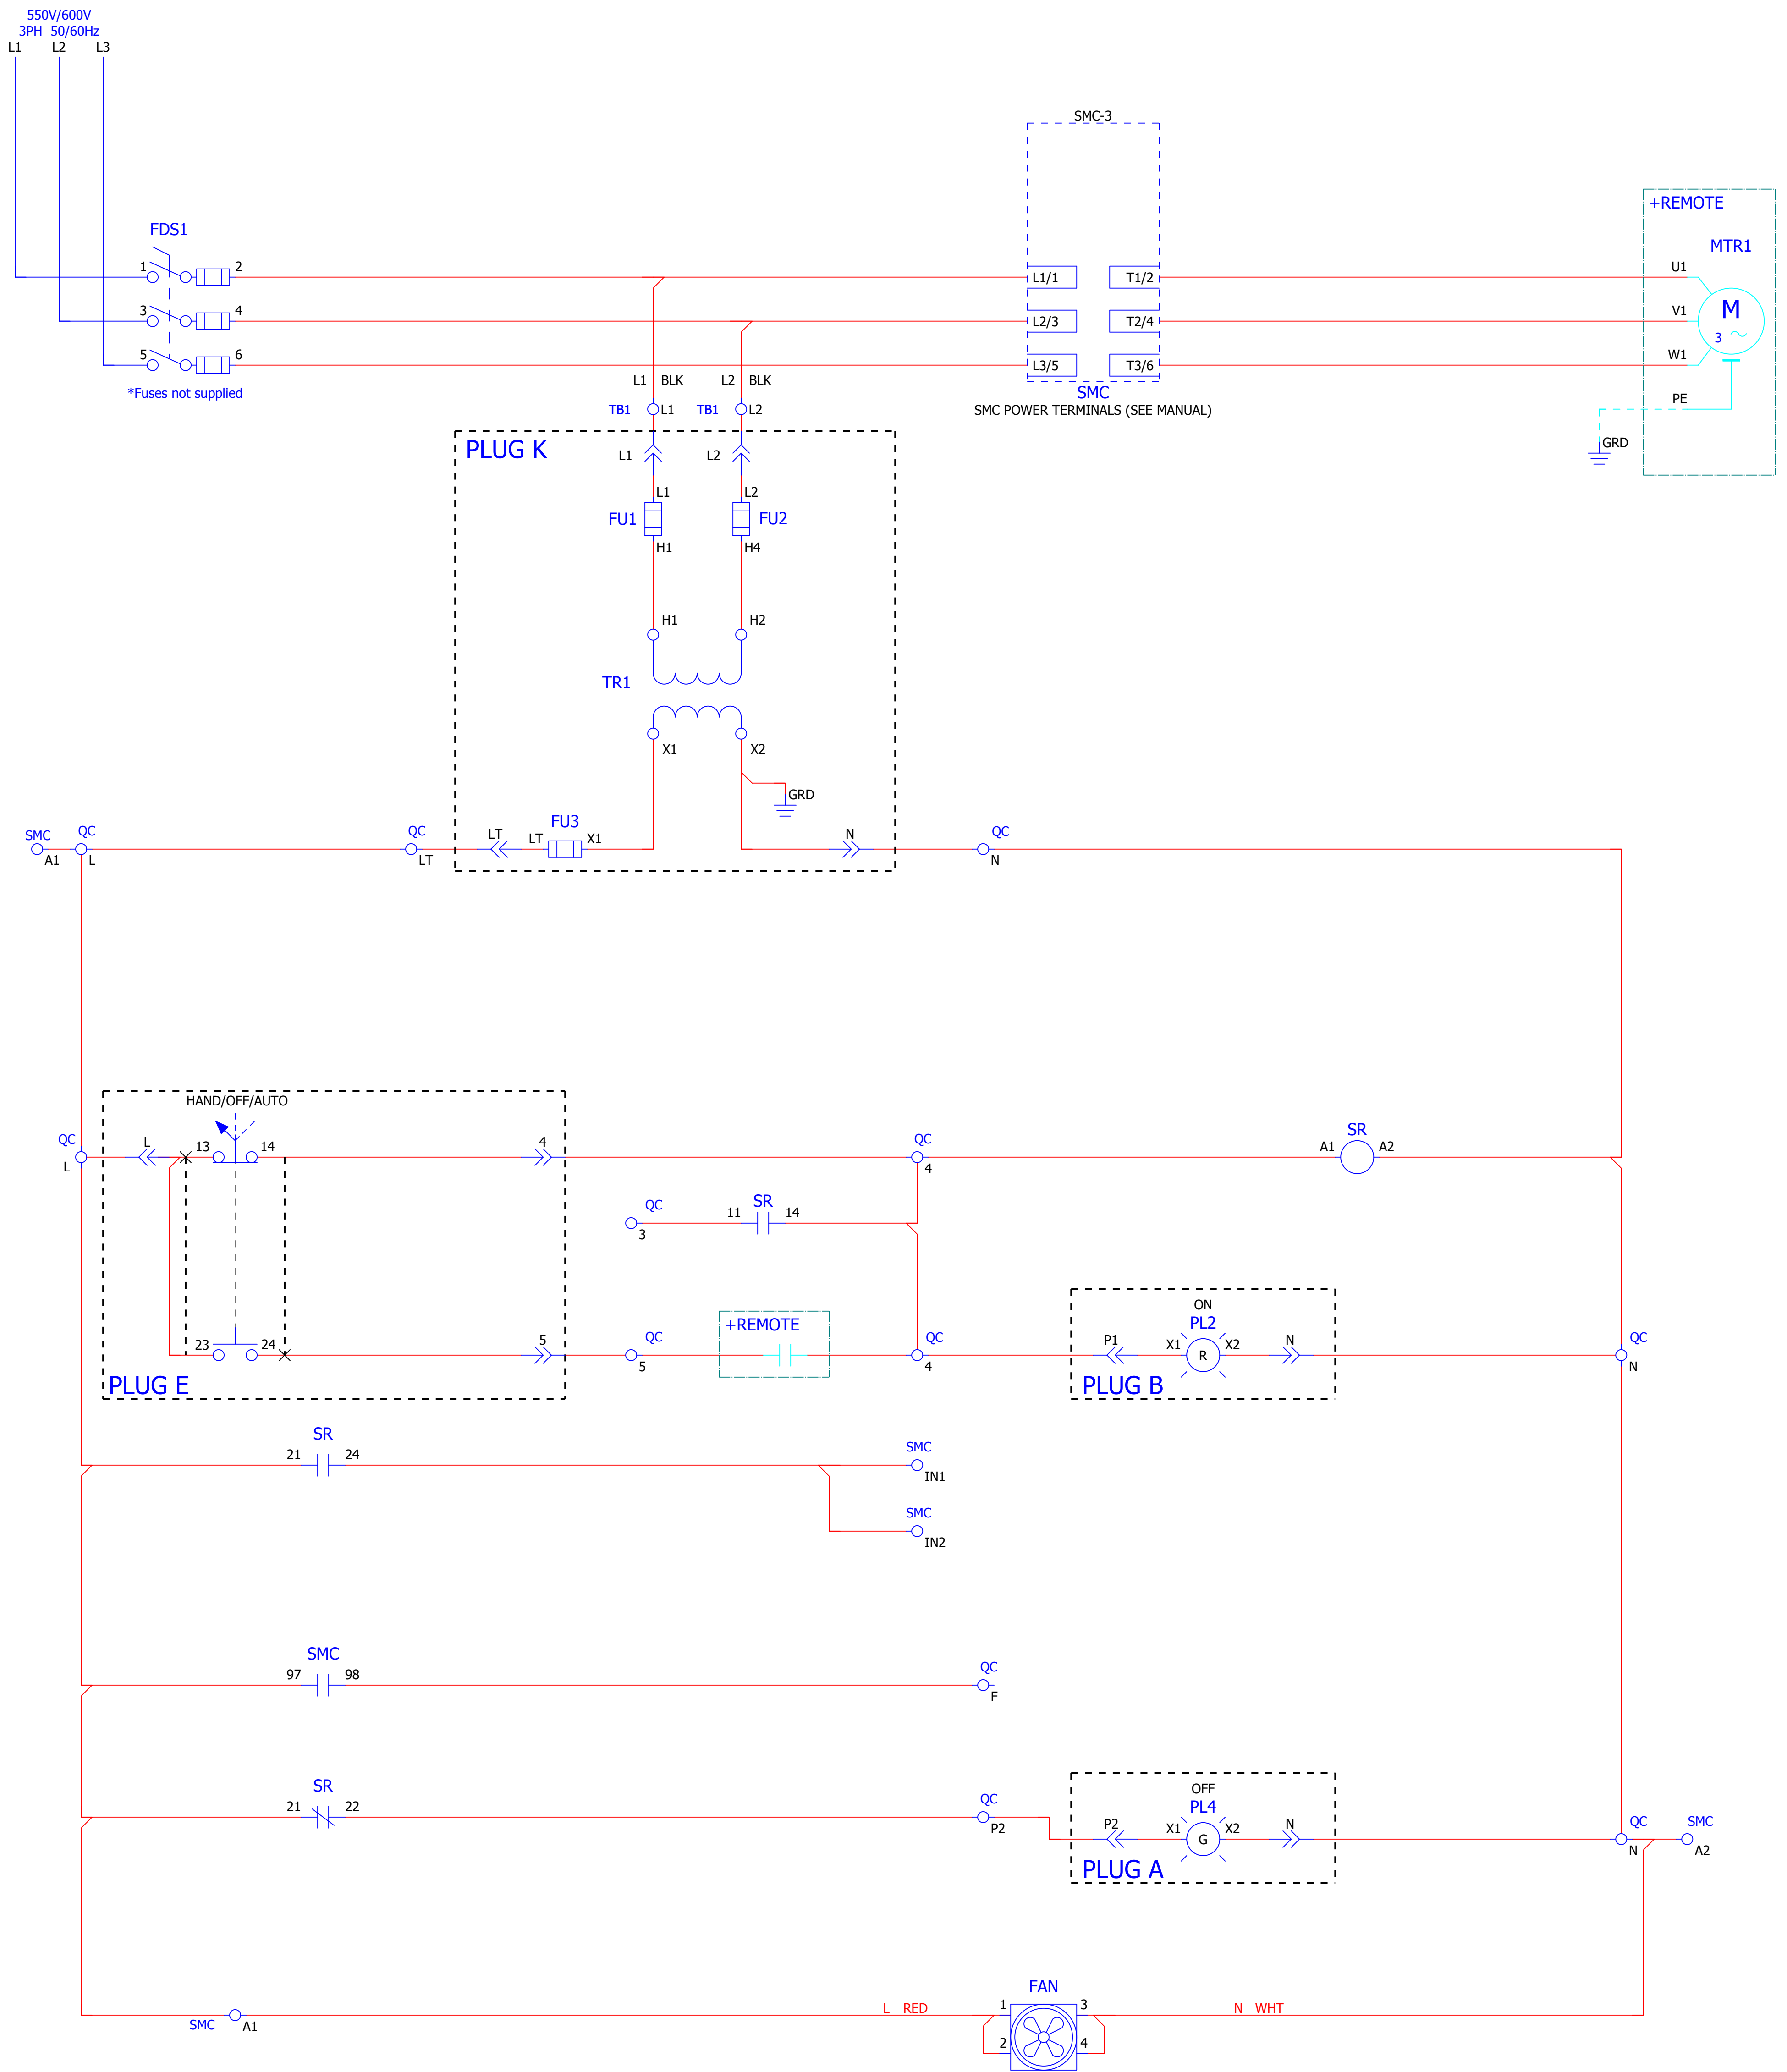 550V/600V
3PH 50/60Hz
L1 L2 L3
SMC-3
+REMOTE
MTR1
FDS1
1 2
L1/1 T1/2
U1
3 4
L2/3 T2/4
V1
M
3
5 6
L3/5 T3/6
W1
*Fuses not supplied
L1 BLK L2 BLK
SMC
SMC POWER TERMINALS (SEE MANUAL)
PE
GRD
TB1 L1 TB1 L2
PLUG K
L1 L2
L1 L2
FU1 FU2
H1 H4
H1 H2
TR1
X1 X2
GRD
SMC QC QC
A1 L LT
LT LT FU3 X1
N QC
N
HAND/OFF/AUTO
QC L 13 14 4
L
QC
4
SR
A1 A2
QC SR
3 11 14
23 24 5
QC
5
+REMOTE
QC
4
ON
PL2
P1 X1 R X2 N
QC
N
PLUG E
PLUG B
SR
21 24
SMC
IN1
SMC
IN2
SMC
97 98
QC
F
SR
21 22
QC
P2
OFF
PL4
P2 X1 G X2 N
QC SMC
N A2
PLUG A
SMC A1
L RED
FAN
1 3
2 4
N WHT